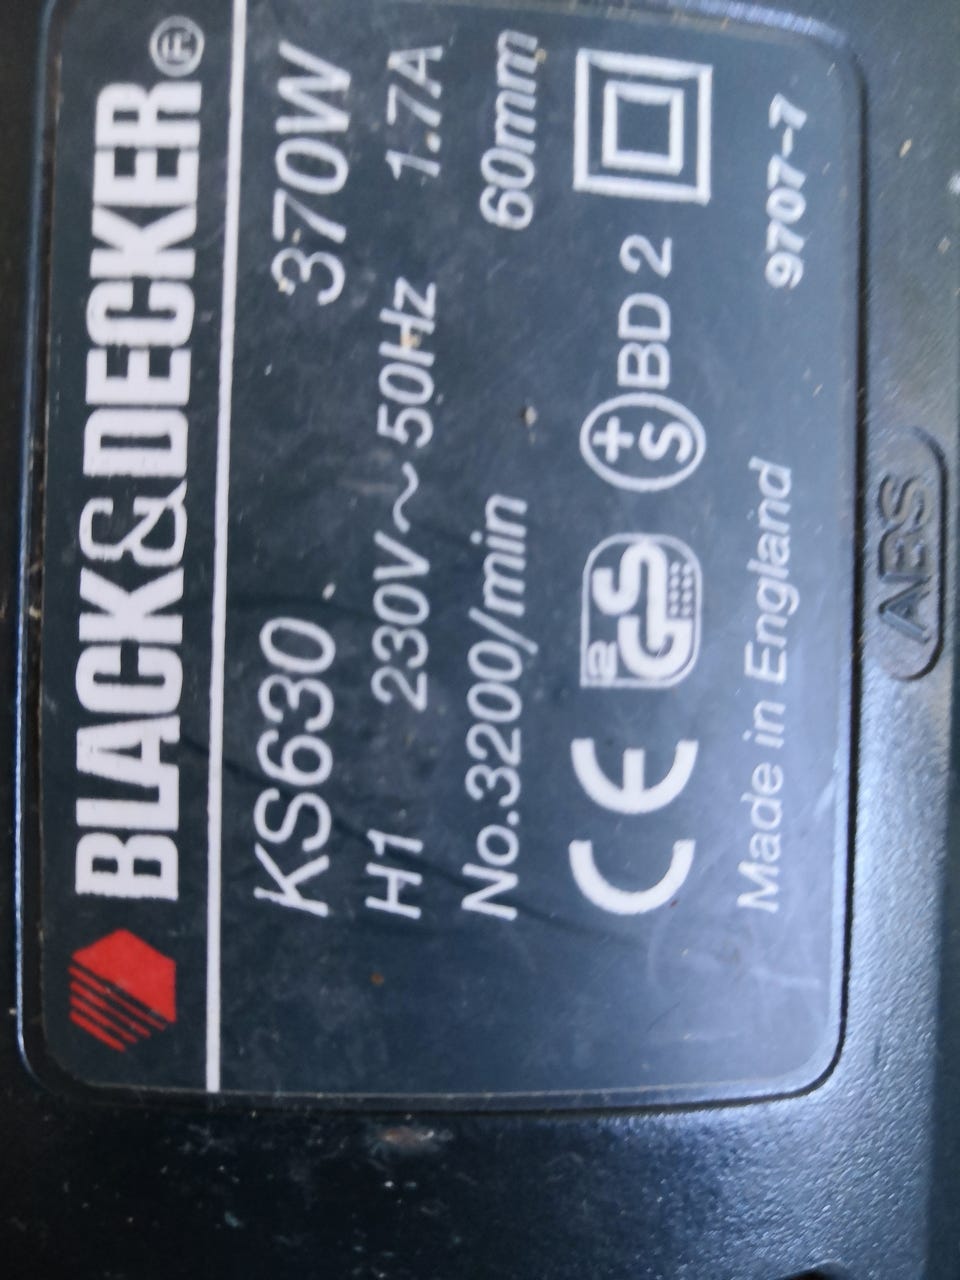 BLACK&DECKER®
KS630 370W
H1 230V~50Hz 1.7A
No.3200/min 60mm
CE GS +S BD 2
Made in England 9707-7
ABS